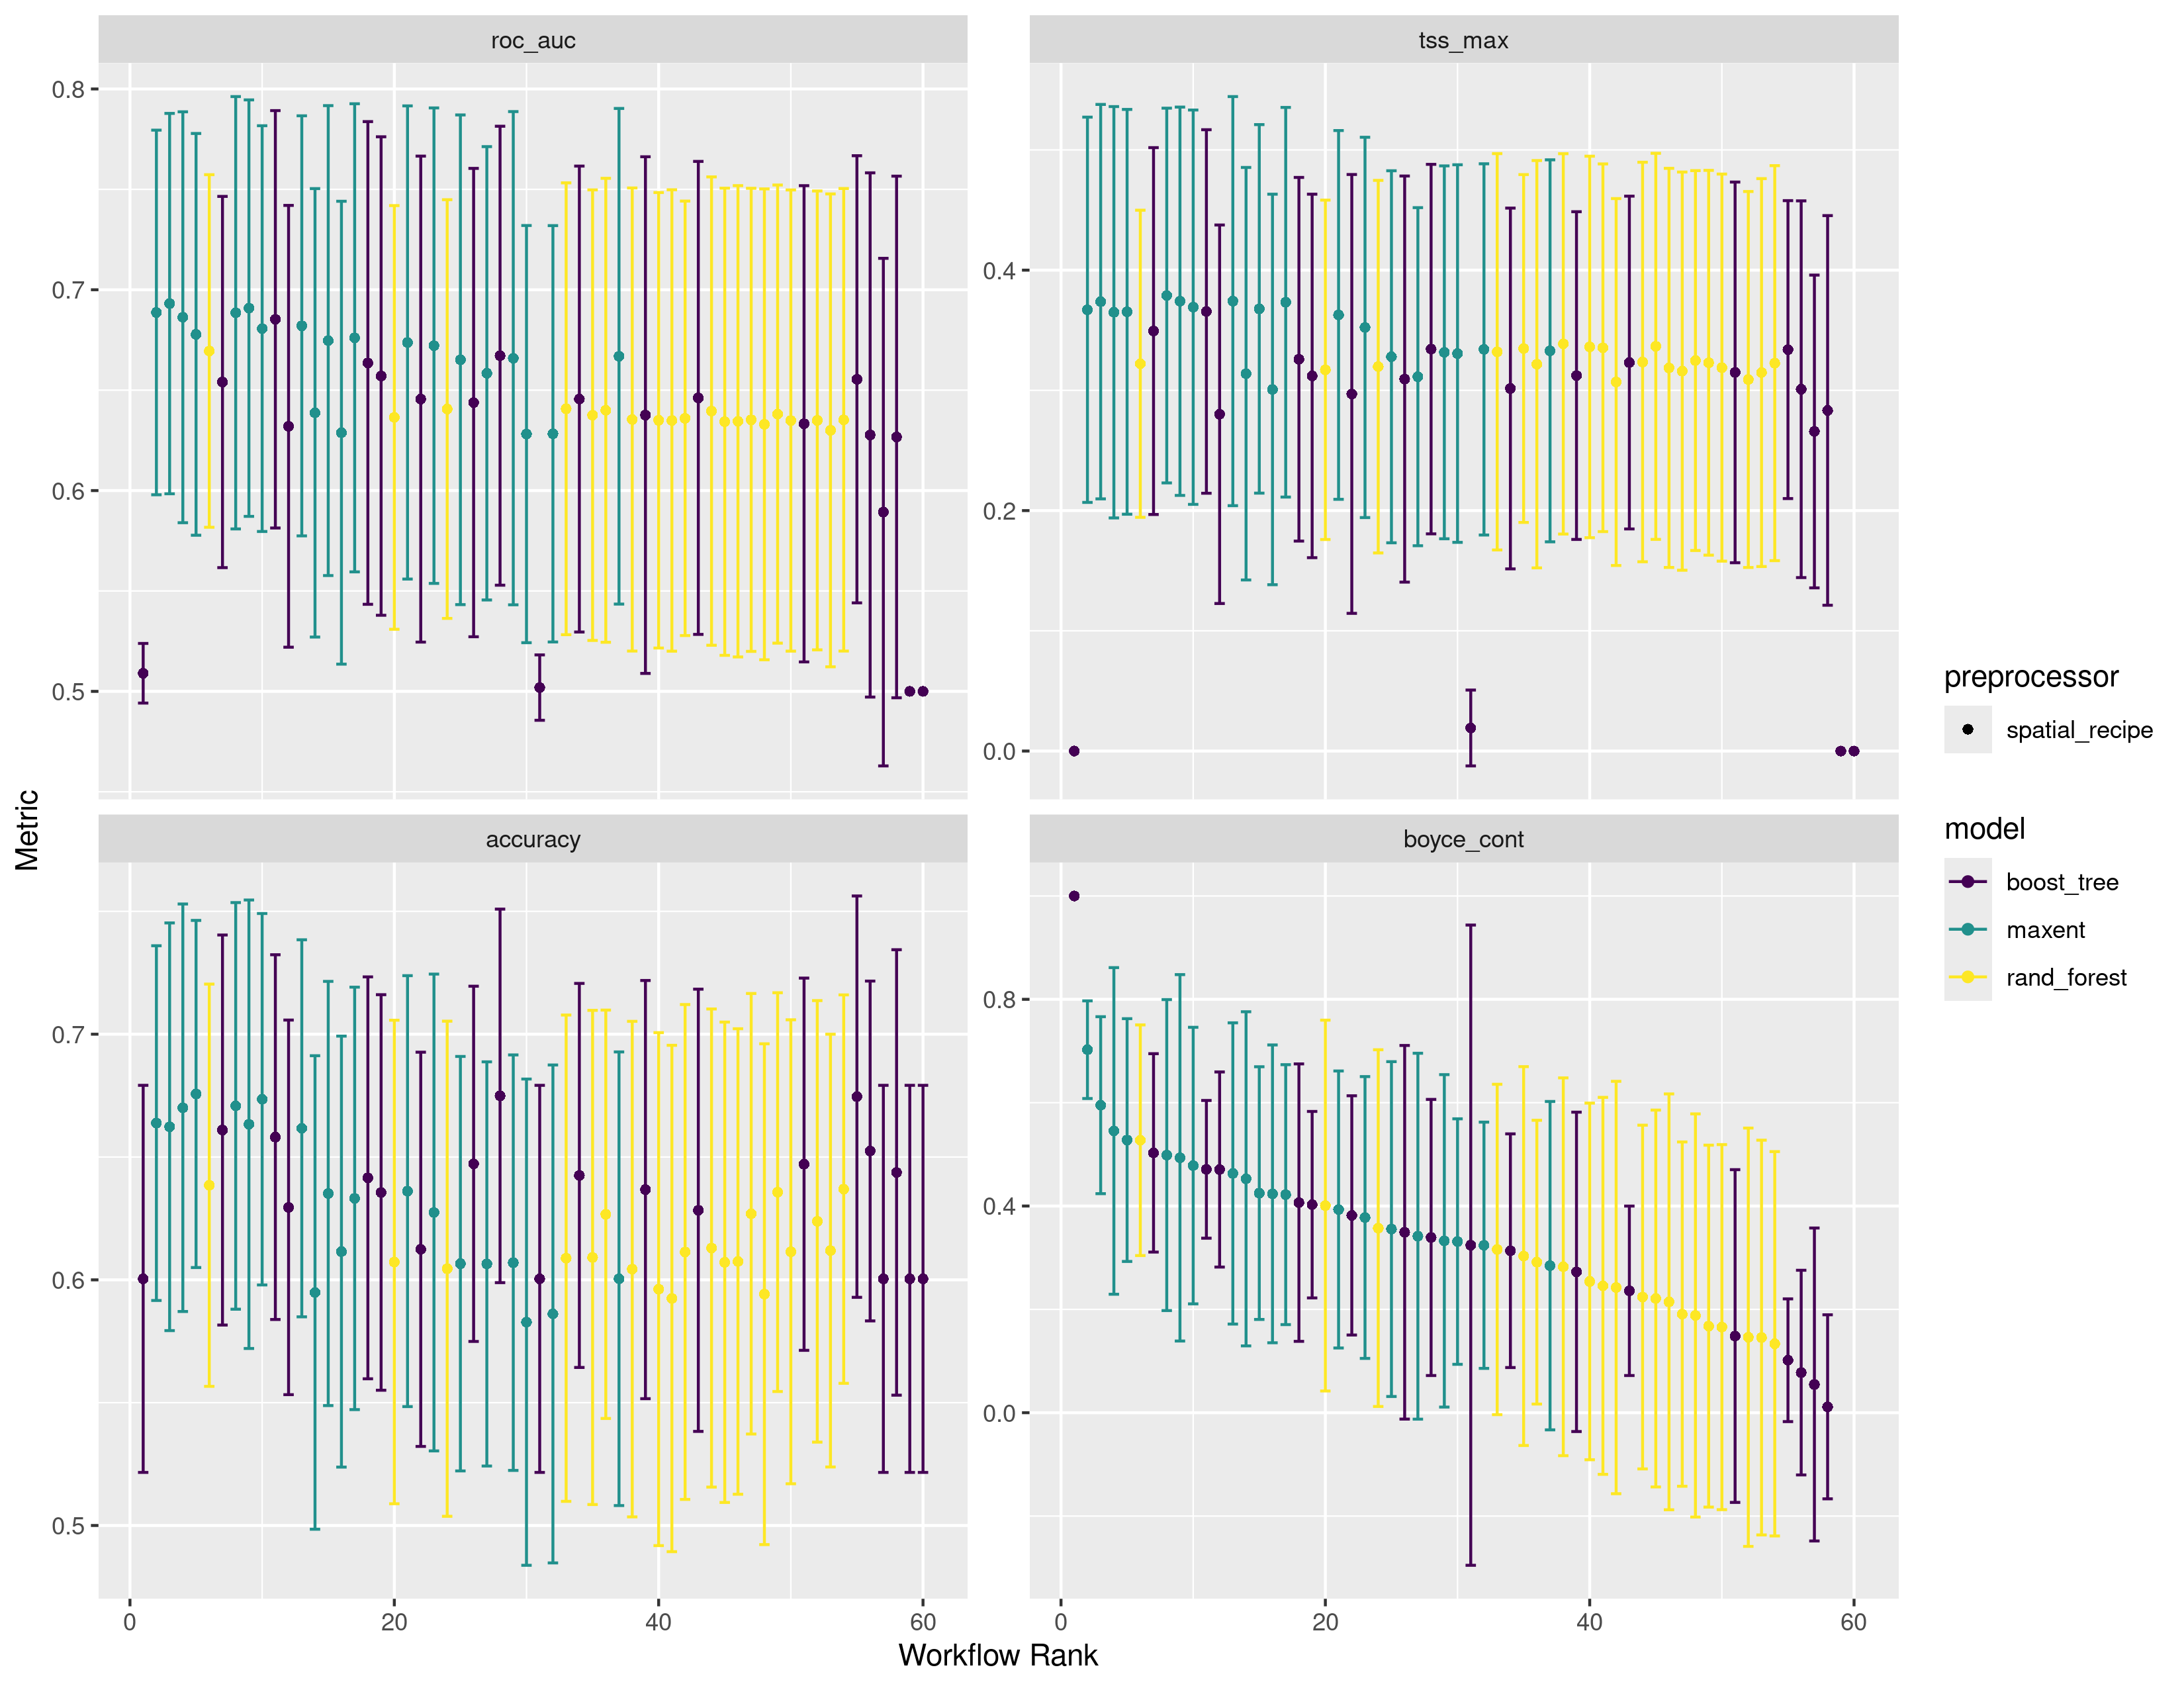 roc_auc
tss_max
0.8
0.7
0.6
0.5
0.4
0.2
0.0
accuracy
boyce_cont
0.7
0.6
0.5
0.8
0.4
0.0
0 20 40 60
0 20 40 60
Workflow Rank
Metric
preprocessor
spatial_recipe
model
boost_tree
maxent
rand_forest